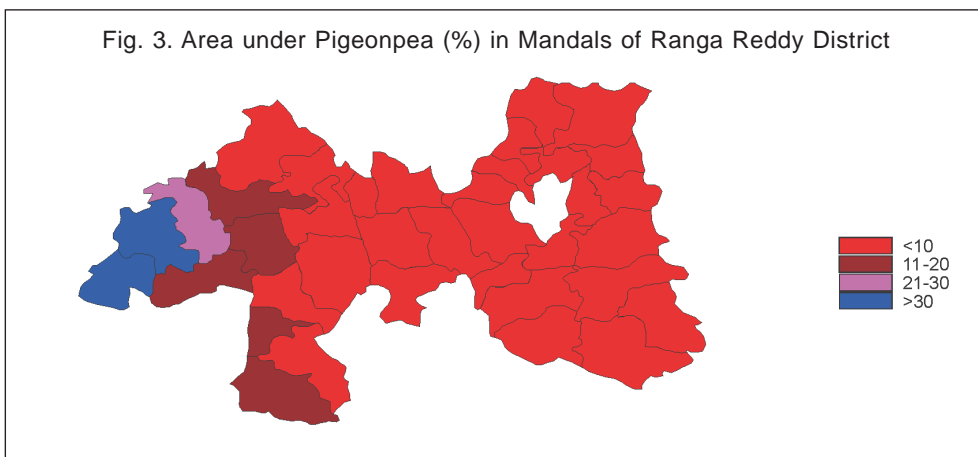 Fig. 3. Area under Pigeonpea (%) in Mandals of Ranga Reddy District
<10
11-20
21-30
>30